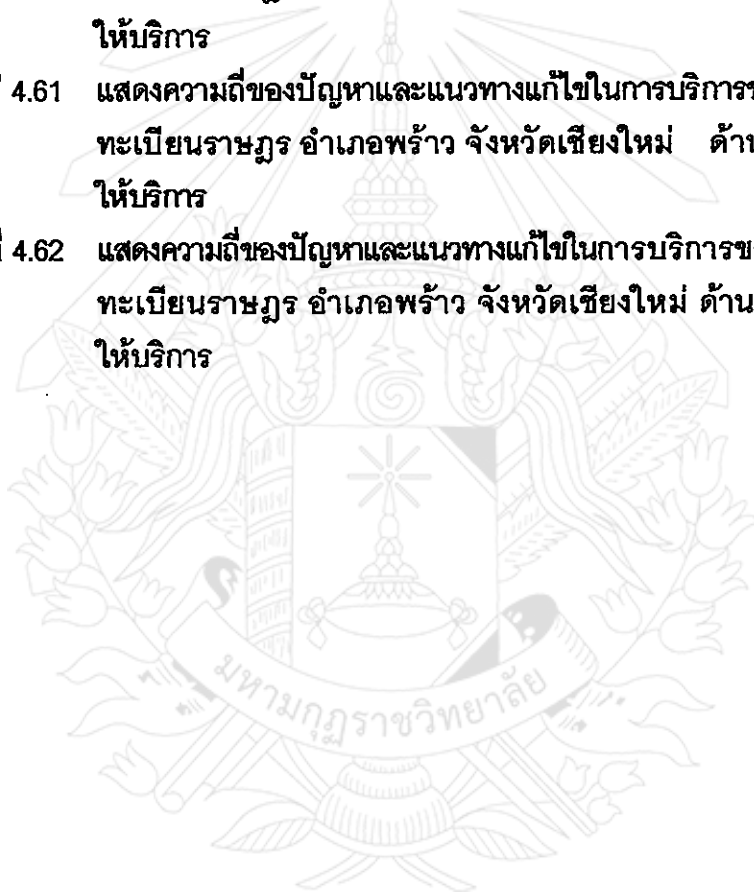 ให้บริการ
4.61 แสดงความถี่ของปัญหาและแนวทางแก้ไขในการบริการ
ทะเบียนราษฎร อำเภอพร้าว จังหวัดเชียงใหม่ ด้าน
ให้บริการ
ที่ 4.62 แสดงความถี่ของปัญหาและแนวทางแก้ไขในการบริการ
ทะเบียนราษฎร อำเภอพร้าว จังหวัดเชียงใหม่ ด้าน
ให้บริการ
มหามกุฏราชวิทยาลัย